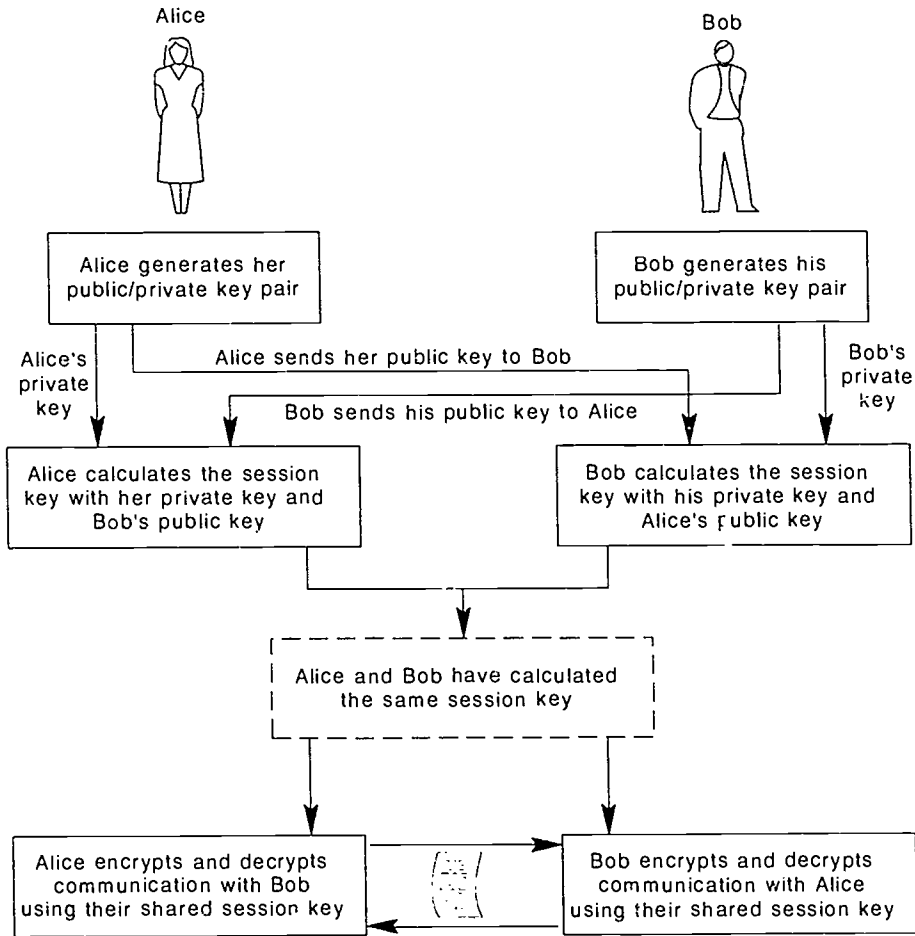 Alice
Bob
Alice generates her
public/private key pair
Bob generates his
public/private key pair
Alice's
private
key
Alice sends her public key to Bob
Bob sends his public key to Alice
Bob's
private
key
Alice calculates the session
key with her private key and
Bob's public key
Bob calculates the session
key with his private key and
Alice's public key
Alice and Bob have calculated
the same session key
Alice encrypts and decrypts
communication with Bob
using their shared session key
Bob encrypts and decrypts
communication with Alice
using their shared session key